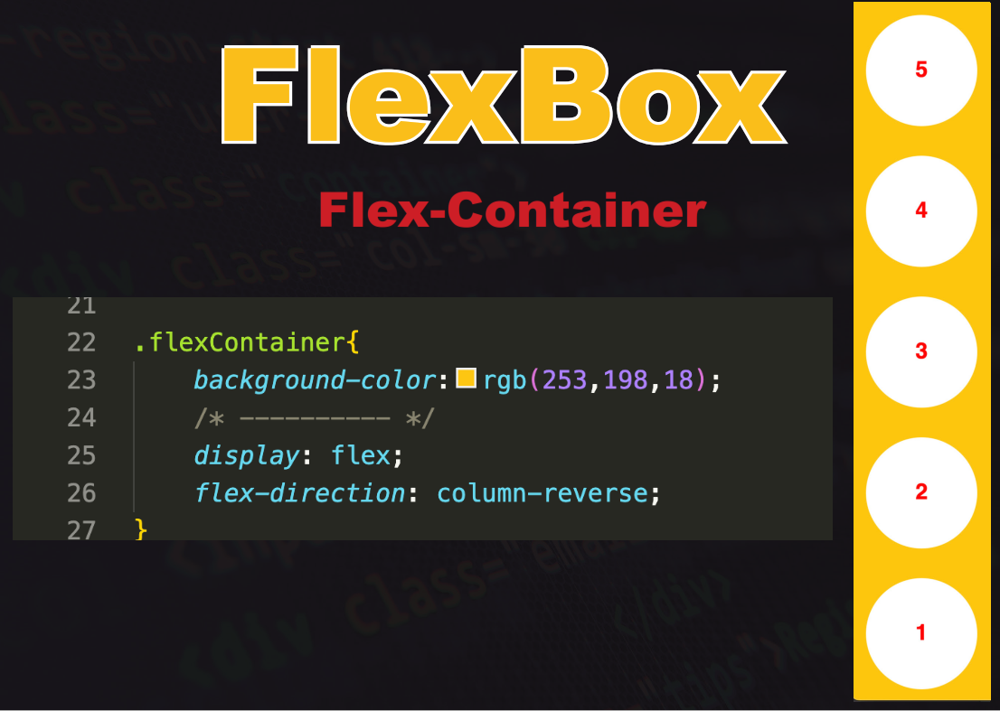 FlexBox
Flex-Container
21
22 .flexContainer{
23 background-color: rgb(253,198,18);
24 /* ---------- */
25 display: flex;
26 flex-direction: column-reverse;
27 }
5
4
3
2
1